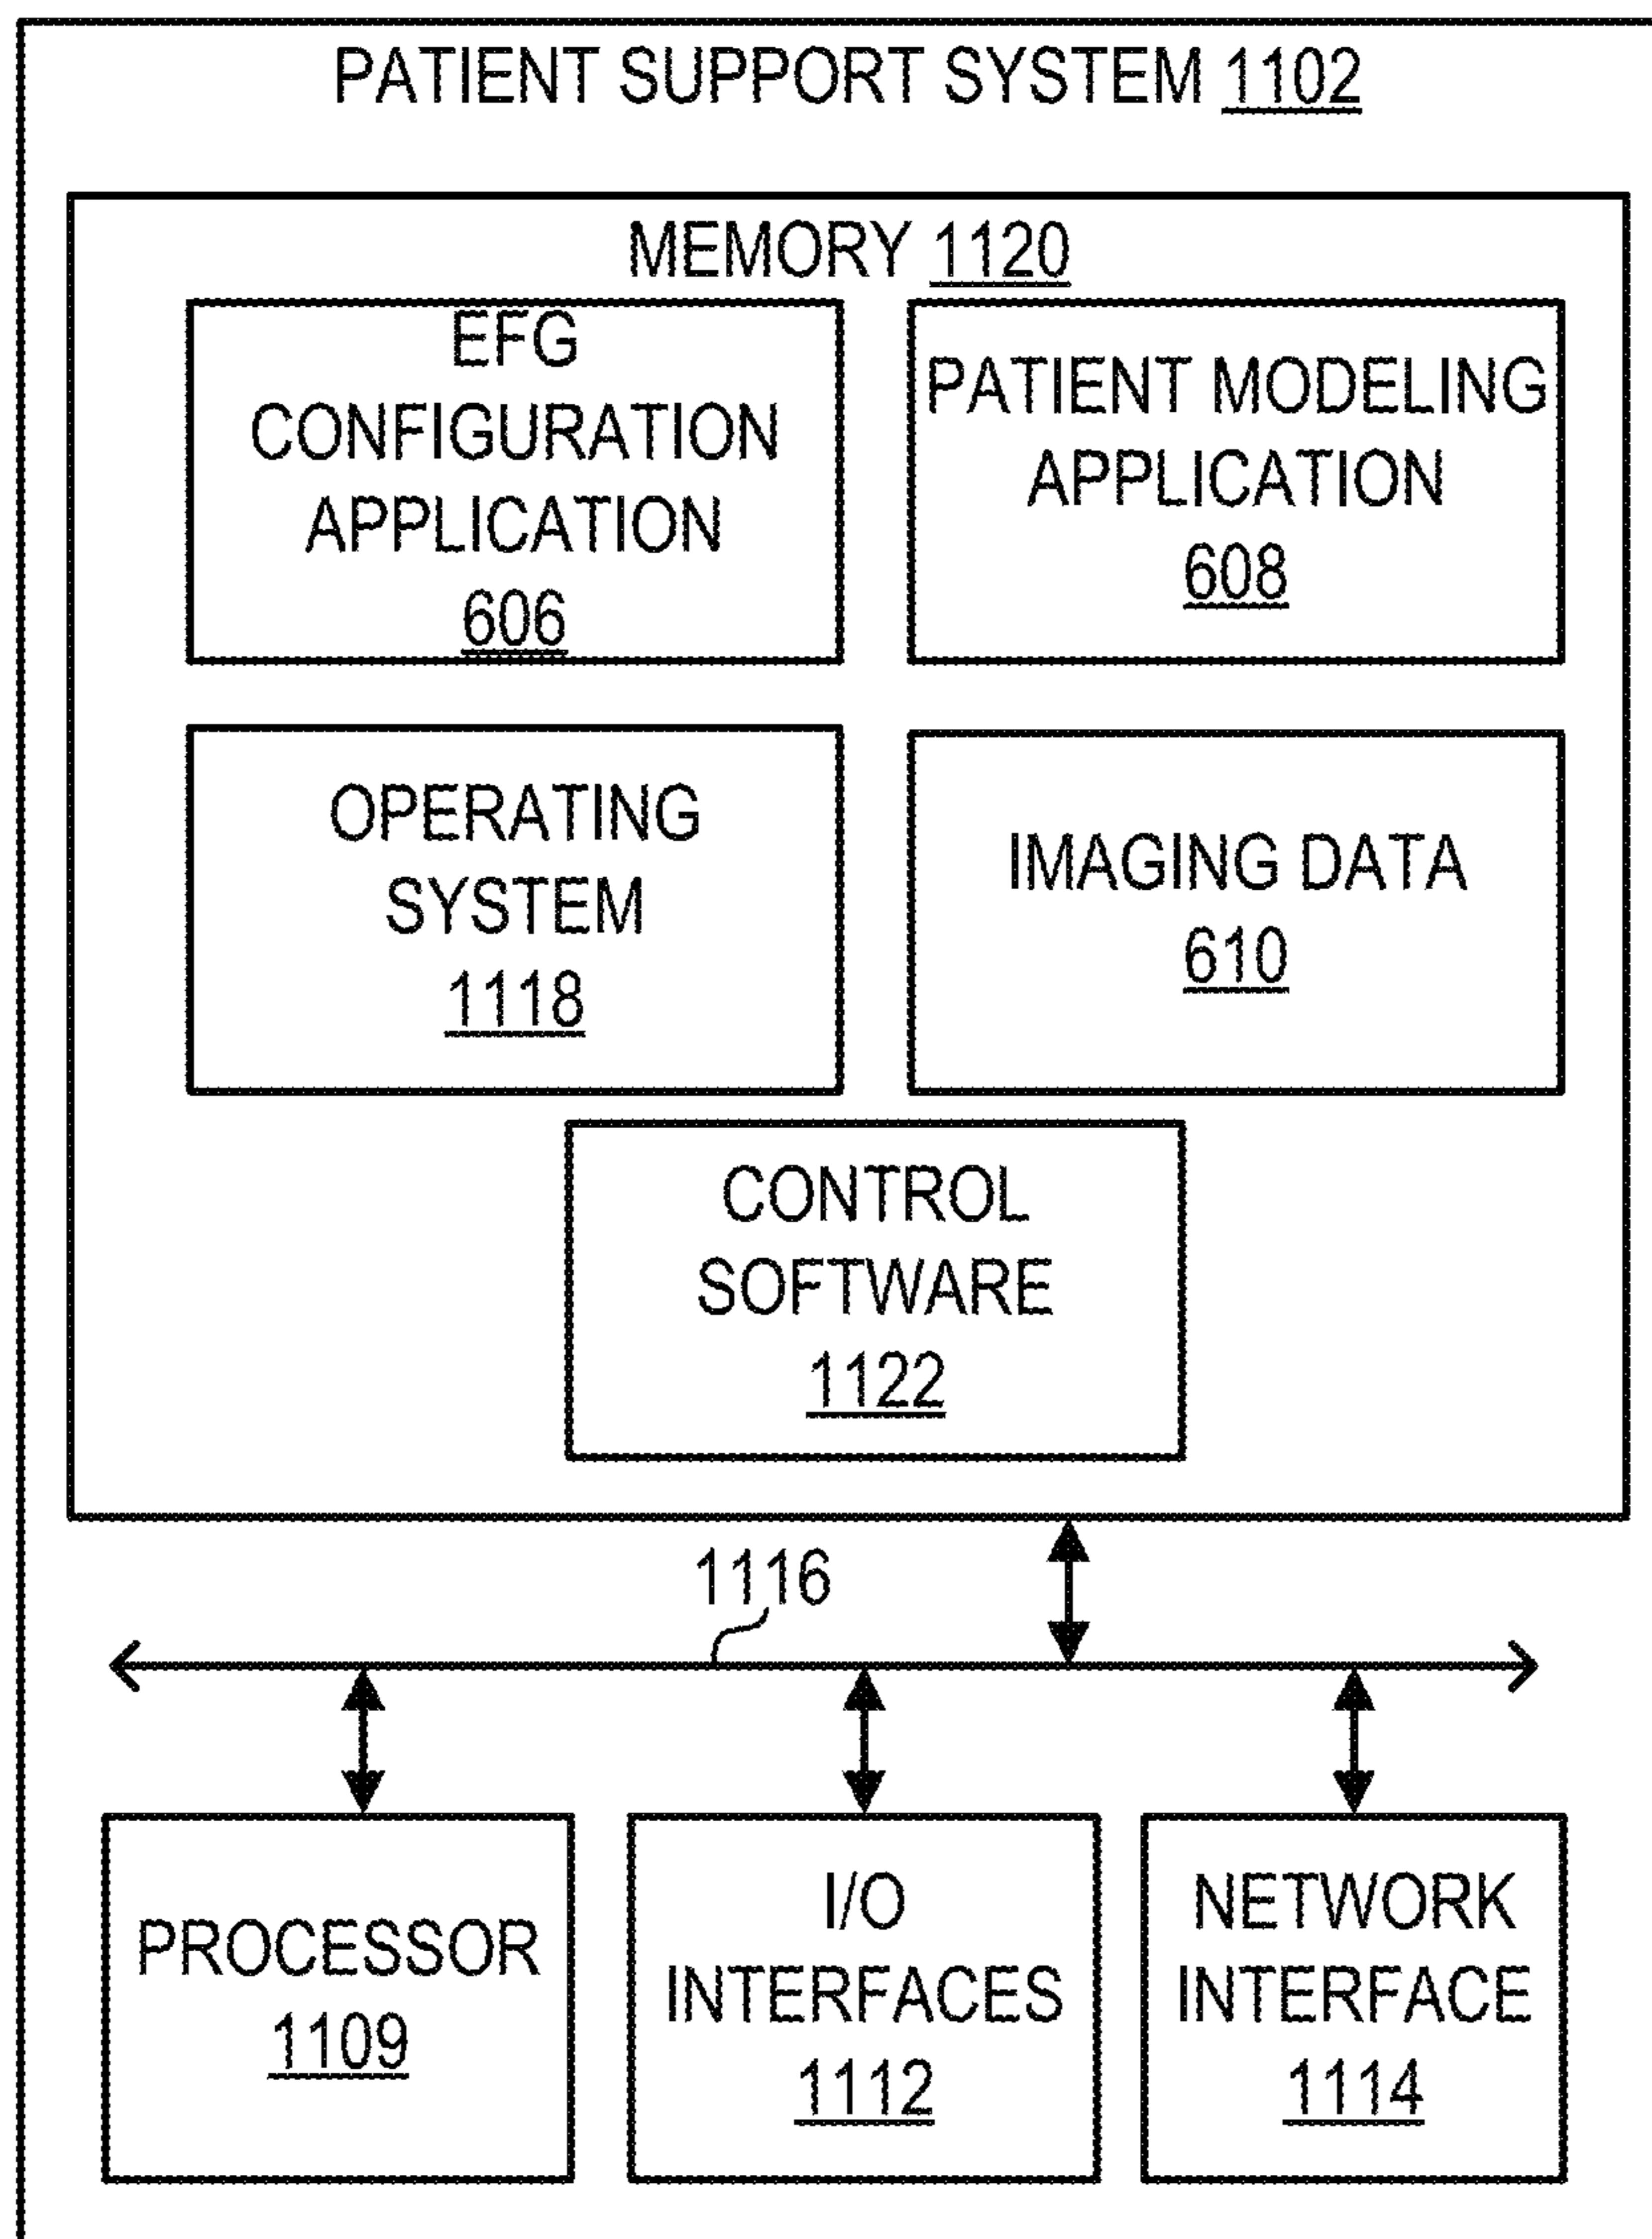 PATIENT SUPPORT SYSTEM 1102
MEMORY 1120
EFG
CONFIGURATION
APPLICATION
606
PATIENT MODELING
APPLICATION
608
OPERATING
SYSTEM
1118
IMAGING DATA
610
CONTROL
SOFTWARE
1122
1116
PROCESSOR
1109
I/O
INTERFACES
1112
NETWORK
INTERFACE
1114